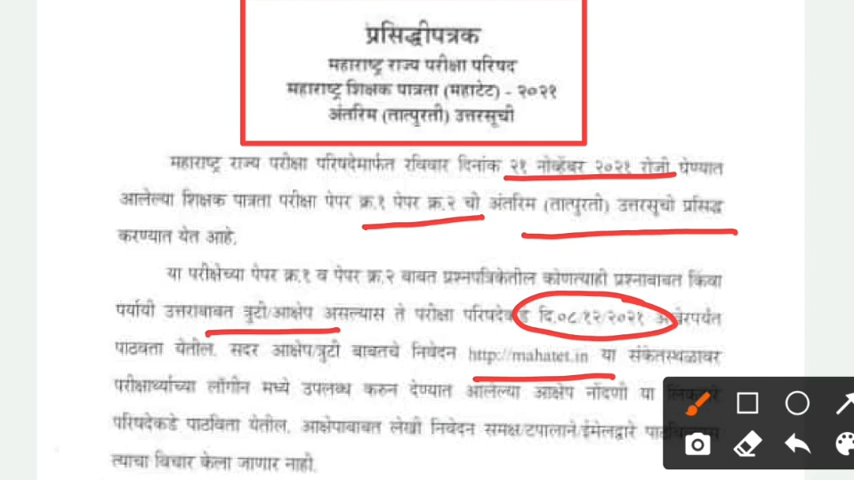 प्रसिद्धीपत्रक
महाराष्ट्र राज्य परीक्षा परिषद
महाराष्ट्र शिक्षक पात्रता (महाटेट) - २०२१
अंतरिम (तात्पुरती) उत्तरसूची
महाराष्ट्र राज्य परीक्षा परिषदेमार्फत रविवार दिनांक २१ नोव्हेंबर २०२१ रोजी घेण्यात
आलेल्या शिक्षक पात्रता परीक्षा पेपर क्र.१ पेपर क्र.२ ची अंतरिम (तात्पुरती) उत्तरसूची प्रसिद्ध
करण्यात येत आहे.
या परीक्षेच्या पेपर क्र.१ व पेपर क्र.२ बाबत प्रश्नपत्रिकेतील कोणत्याही प्रश्नाबाबत किंवा
पर्यायी उत्तराबाबत त्रुटी/आक्षेप असल्यास ते परीक्षा परिषदेकडे दि.०८/१२/२०२१ अखेरपर्यंत
पाठवता येतील. सदर आक्षेप/त्रुटी बाबतचे निवेदन http://mahatet.in या संकेतस्थळावर
परीक्षार्थ्याच्या लॉगीन मध्ये उपलब्ध करुन देण्यात आलेल्या आक्षेप नोंदणी या
परिषदेकडे पाठविता येतील. आक्षेपाबाबत लेखी निवेदन समक्ष/टपालाने/ईमेलद्वारे
त्याचा विचार केला जाणार नाही.